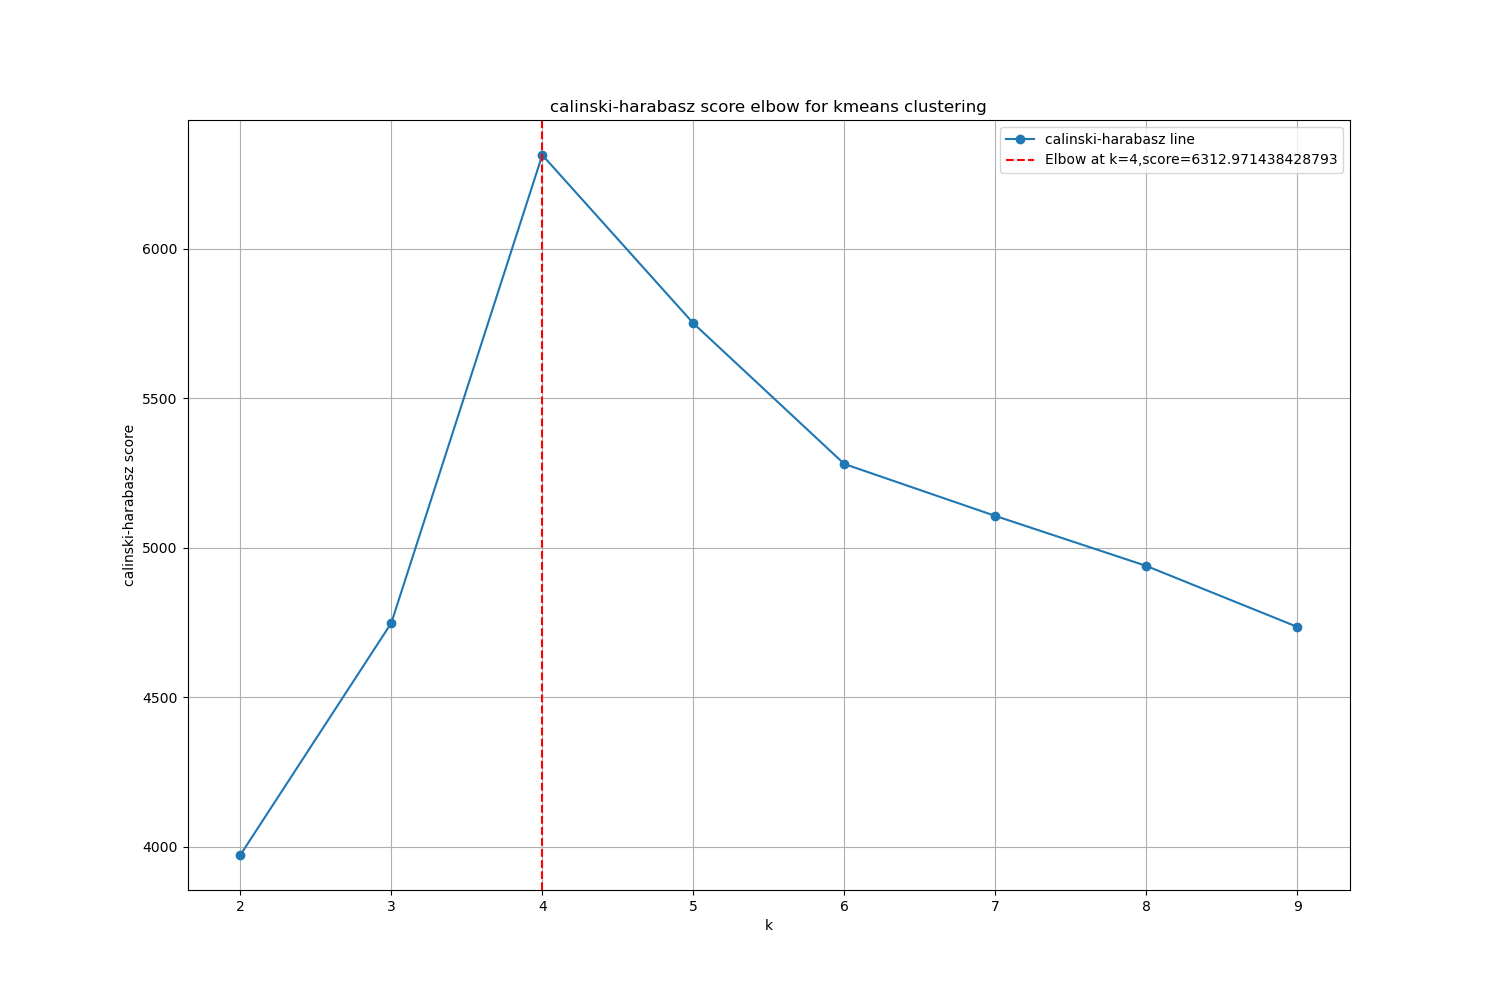 calinski-harabasz score elbow for kmeans clustering
calinski-harabasz line
Elbow at k=4,score=6312.971438428793
6000
5500
5000
4500
4000
calinski-harabasz score
2 3 4 5 6 7 8 9
k